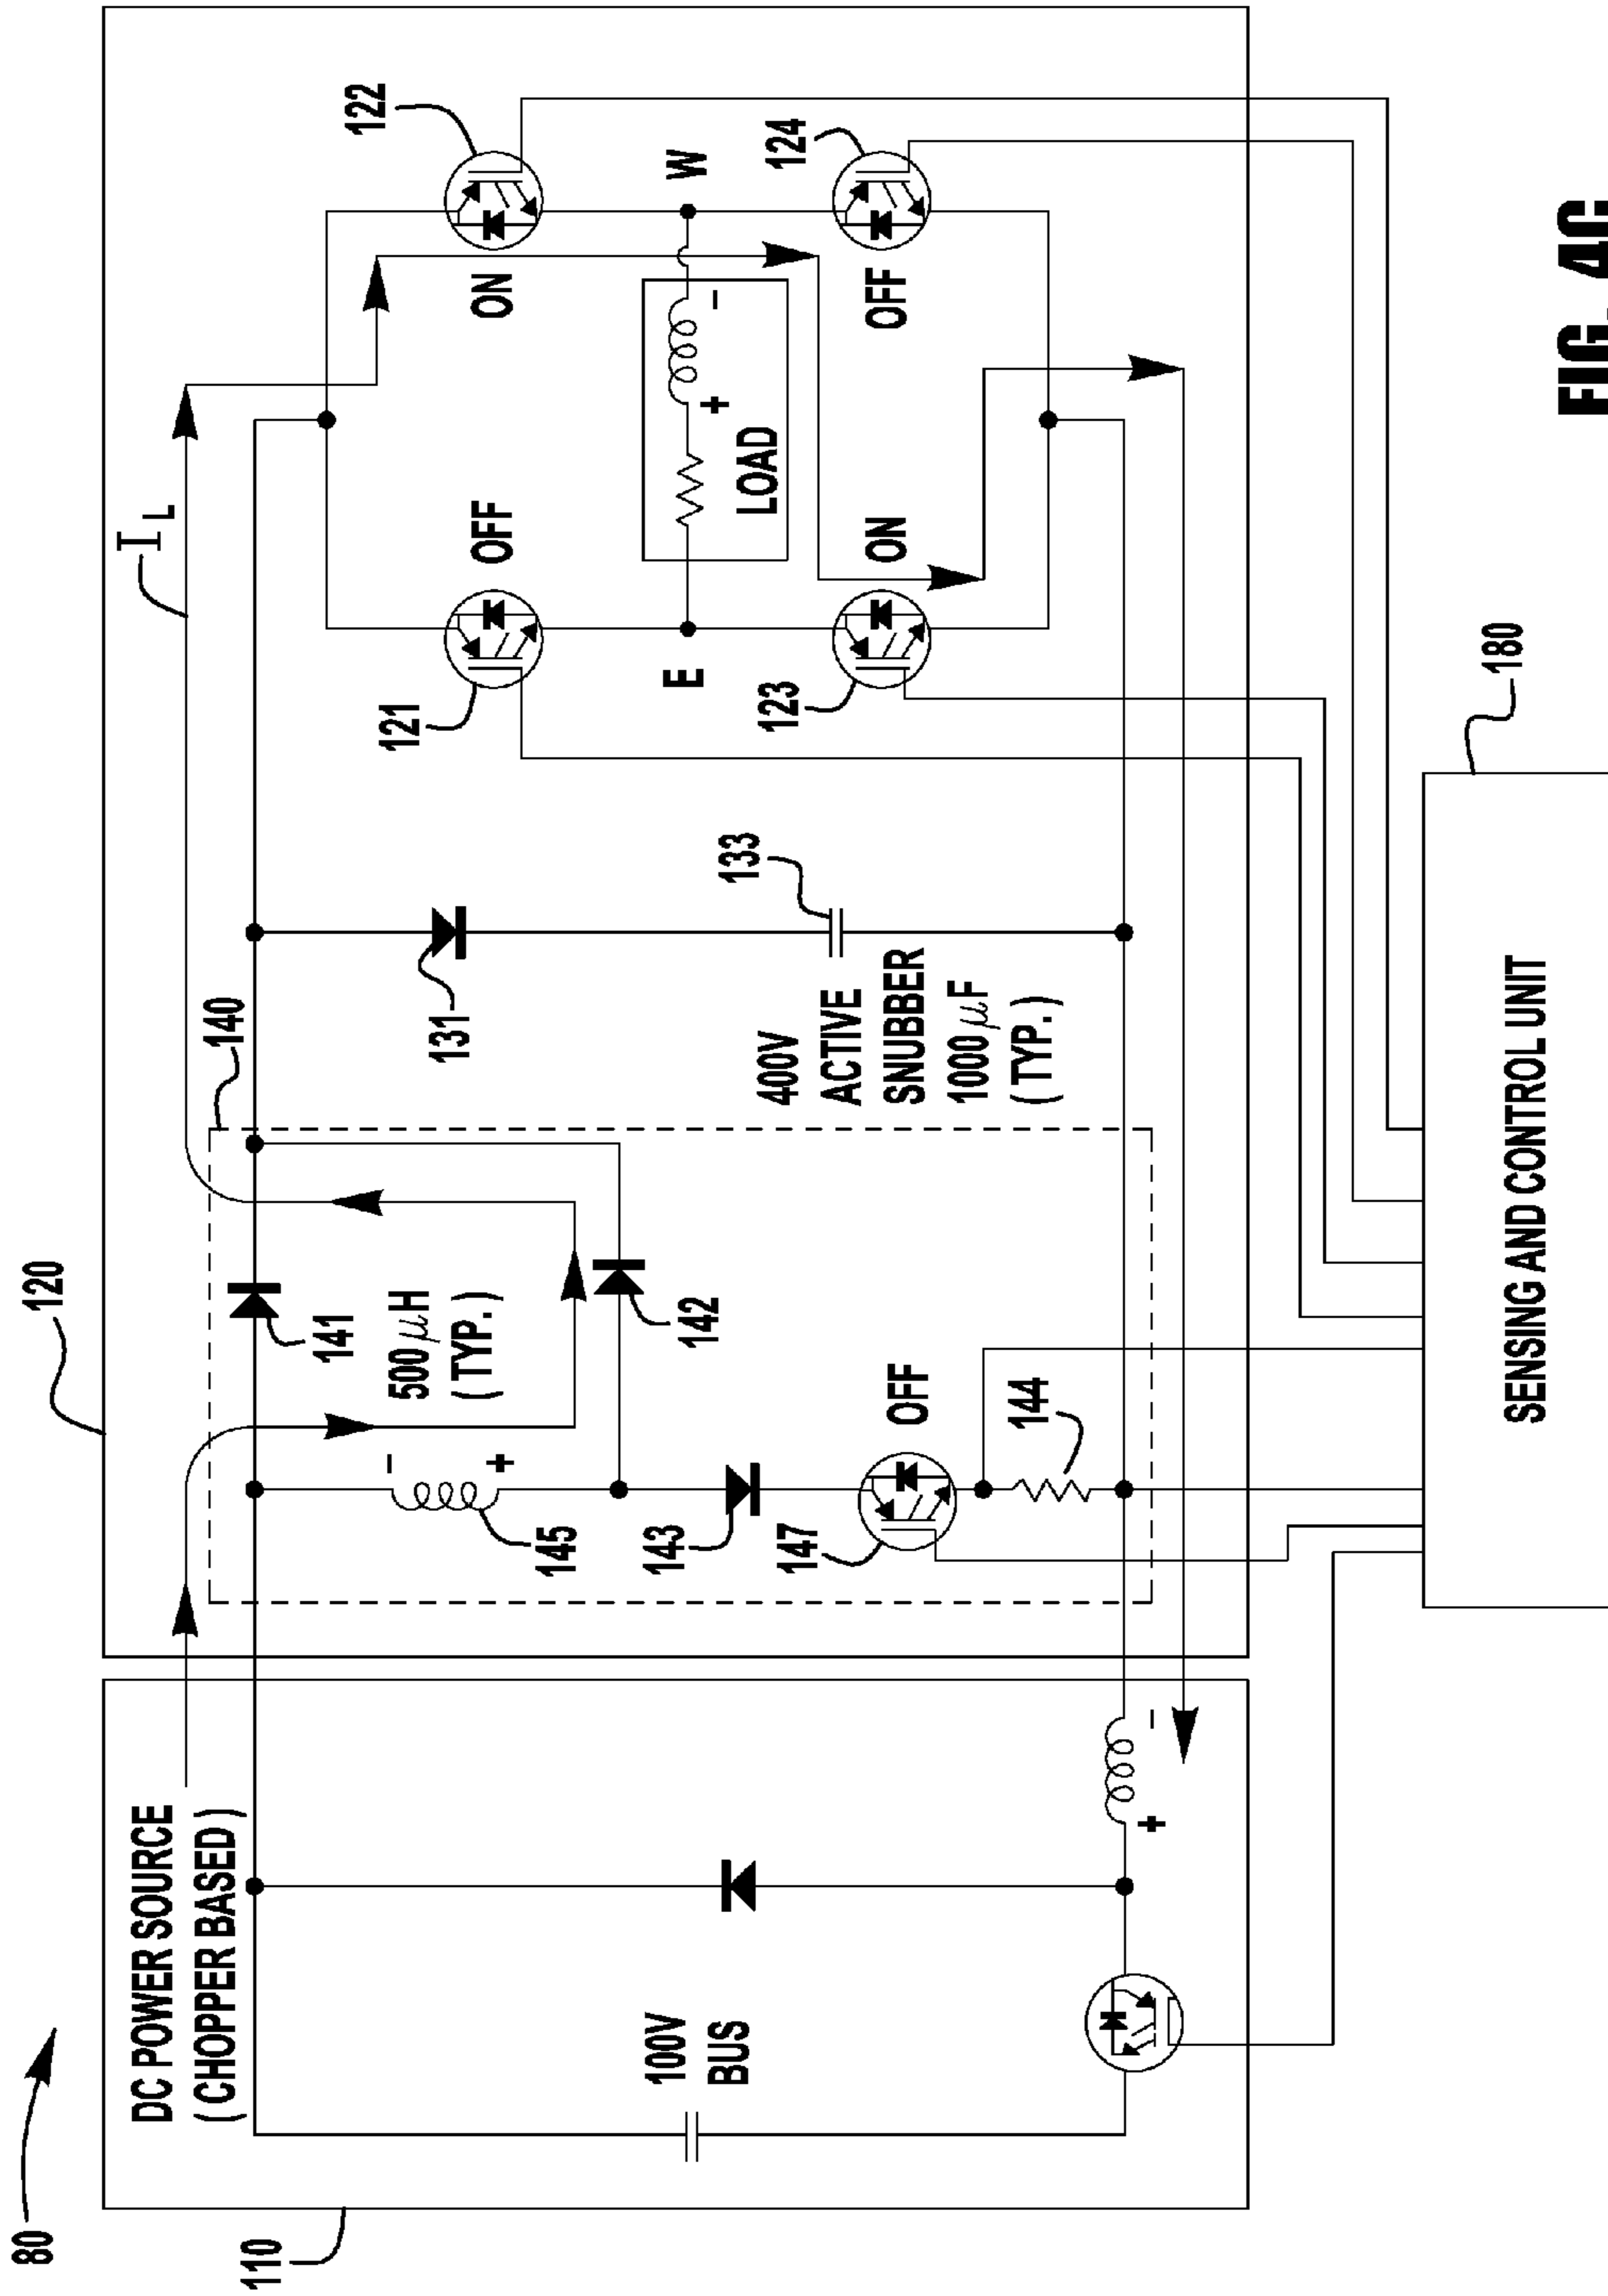 80
110
DC POWER SOURCE
(CHOPPER BASED)
100V
BUS
+
-
120
140
141
500μH
(TYP.)
142
-
+
145
143
147
OFF
144
131
133
400V
ACTIVE
SNUBBER
1000μF
(TYP.)
I L
121
OFF
122
ON
E
W
LOAD
+
-
123
ON
124
OFF
180
SENSING AND CONTROL UNIT
FIG. 4C